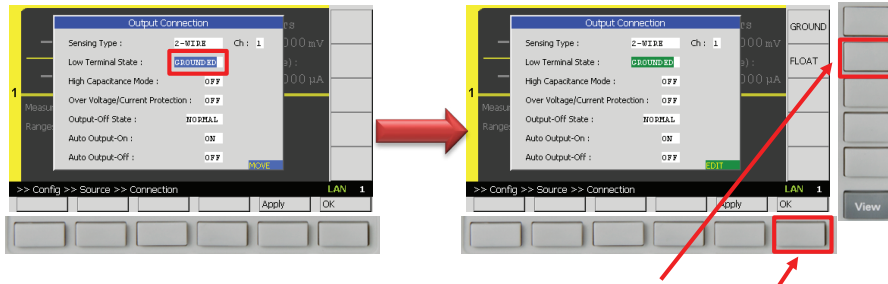 Output Connection
Sensing Type : 2-WIRE Ch : 1
Low Terminal State : GROUNDED
High Capacitance Mode : OFF
Over Voltage/Current Protection : OFF
Output-Off State : NORMAL
Auto Output-On : ON
Auto Output-Off : OFF
MOVE
1
>> Config >> Source >> Connection LAN 1
Apply OK
Output Connection
Sensing Type : 2-WIRE Ch : 1
Low Terminal State : GROUNDED
High Capacitance Mode : OFF
Over Voltage/Current Protection : OFF
Output-Off State : NORMAL
Auto Output-On : ON
Auto Output-Off : OFF
EDIT
1
GROUND
FLOAT
>> Config >> Source >> Connection LAN 1
Apply OK
View